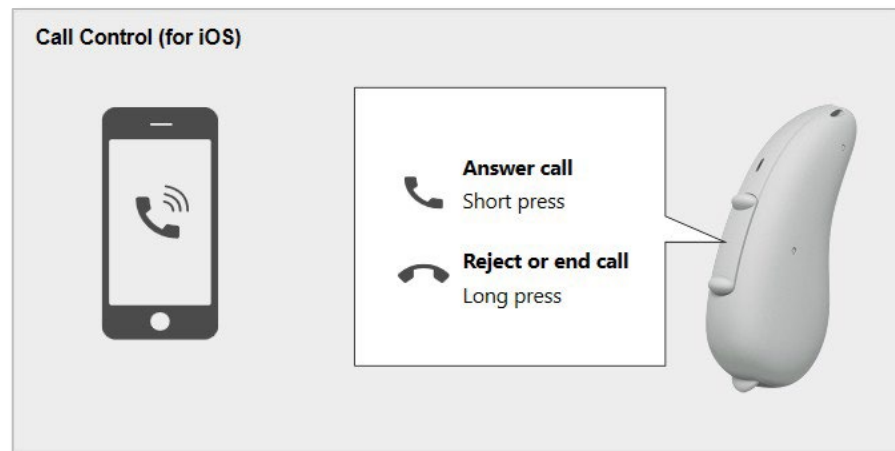 Call Control (for iOS)
Answer call
Short press
Reject or end call
Long press